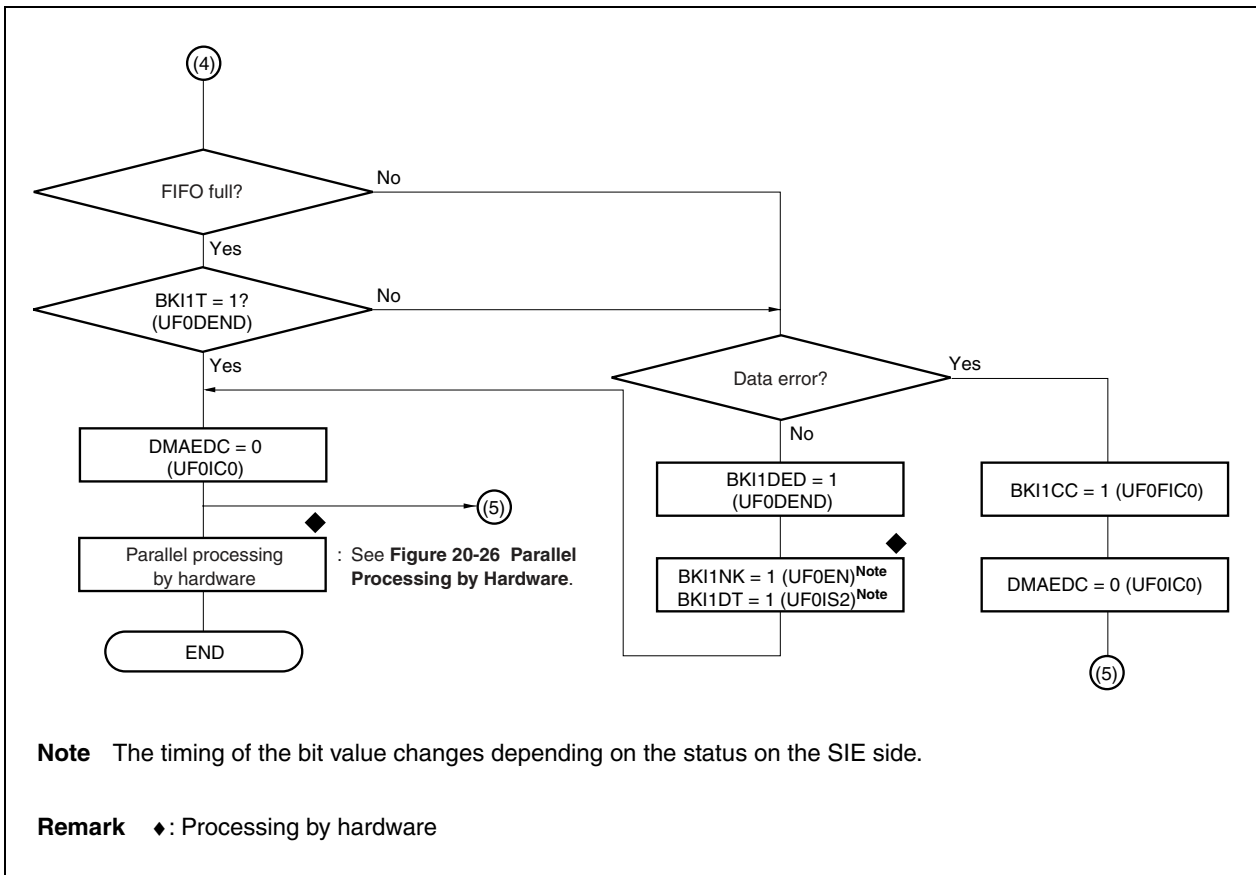 (4)
FIFO full?
No
Yes
BKI1T = 1?
(UF0DEND)
No
Yes
Data error?
Yes
No
DMAEDC = 0
(UF0IC0)
BKI1DED = 1
(UF0DEND)
BKI1CC = 1 (UF0FIC0)
(5)
◆
Parallel processing
by hardware
: See Figure 20-26 Parallel
Processing by Hardware.
◆
BKI1NK = 1 (UF0EN)Note
BKI1DT = 1 (UF0IS2)Note
DMAEDC = 0 (UF0IC0)
END
(5)
Note The timing of the bit value changes depending on the status on the SIE side.
Remark ♦: Processing by hardware